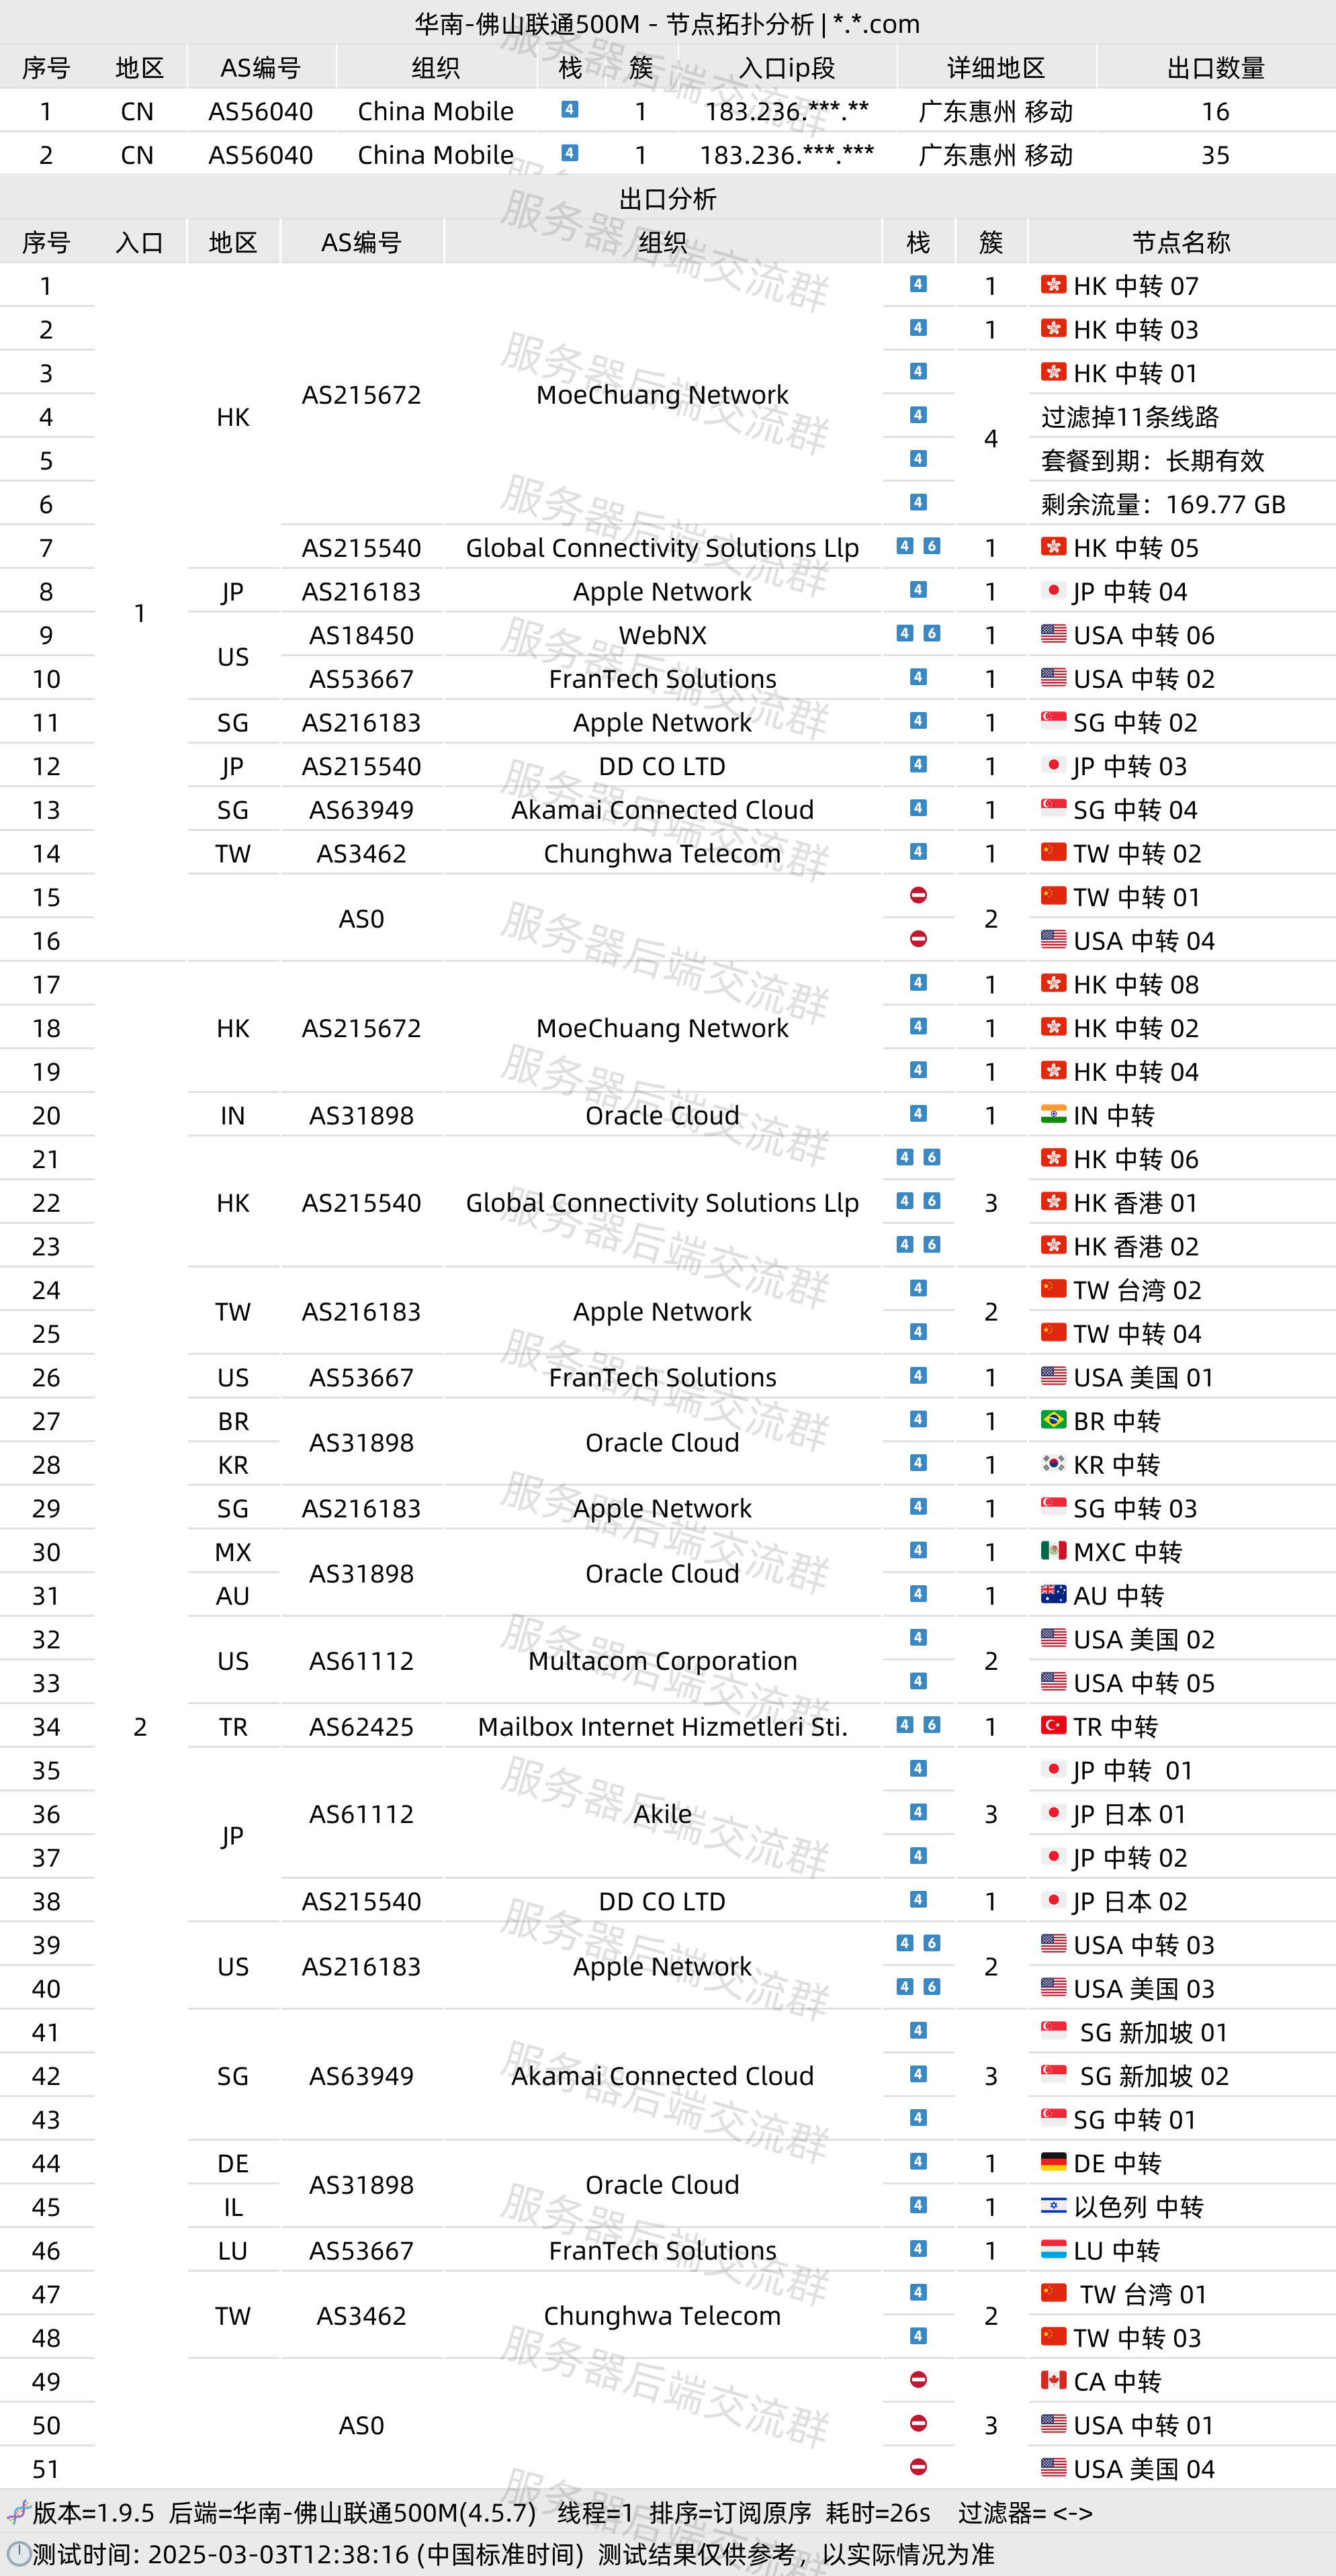 华南-佛山联通500M - 节点拓扑分析 | *.*.com
序号 地区 AS编号 组织 栈 簇 入口ip段 详细地区 出口数量
1 CN AS56040 China Mobile 4 1 183.236.***.** 广东惠州 移动 16
2 CN AS56040 China Mobile 4 1 183.236.***.*** 广东惠州 移动 35
出口分析
序号 入口 地区 AS编号 组织 栈 簇 节点名称
1 1 HK AS215672 MoeChuang Network 4 1 HK 中转 07
2 4 1 HK 中转 03
3 4 4 HK 中转 01
4 4 过滤掉11条线路
5 4 套餐到期：长期有效
6 4 剩余流量：169.77 GB
7 AS215540 Global Connectivity Solutions Llp 4 6 1 HK 中转 05
8 JP AS216183 Apple Network 4 1 JP 中转 04
9 US AS18450 WebNX 4 6 1 USA 中转 06
10 AS53667 FranTech Solutions 4 1 USA 中转 02
11 SG AS216183 Apple Network 4 1 SG 中转 02
12 JP AS215540 DD CO LTD 4 1 JP 中转 03
13 SG AS63949 Akamai Connected Cloud 4 1 SG 中转 04
14 TW AS3462 Chunghwa Telecom 4 1 TW 中转 02
15 AS0 2 TW 中转 01
16 USA 中转 04
17 2 HK AS215672 MoeChuang Network 4 1 HK 中转 08
18 4 1 HK 中转 02
19 4 1 HK 中转 04
20 IN AS31898 Oracle Cloud 4 1 IN 中转
21 HK AS215540 Global Connectivity Solutions Llp 4 6 3 HK 中转 06
22 4 6 HK 香港 01
23 4 6 HK 香港 02
24 TW AS216183 Apple Network 4 2 TW 台湾 02
25 4 TW 中转 04
26 US AS53667 FranTech Solutions 4 1 USA 美国 01
27 BR AS31898 Oracle Cloud 4 1 BR 中转
28 KR 4 1 KR 中转
29 SG AS216183 Apple Network 4 1 SG 中转 03
30 MX AS31898 Oracle Cloud 4 1 MXC 中转
31 AU 4 1 AU 中转
32 US AS61112 Multacom Corporation 4 2 USA 美国 02
33 4 USA 中转 05
34 TR AS62425 Mailbox Internet Hizmetleri Sti. 4 6 1 TR 中转
35 JP AS61112 Akile 4 3 JP 中转 01
36 4 JP 日本 01
37 4 JP 中转 02
38 AS215540 DD CO LTD 4 1 JP 日本 02
39 US AS216183 Apple Network 4 6 2 USA 中转 03
40 4 6 USA 美国 03
41 SG AS63949 Akamai Connected Cloud 4 3 SG 新加坡 01
42 4 SG 新加坡 02
43 4 SG 中转 01
44 DE AS31898 Oracle Cloud 4 1 DE 中转
45 IL 4 1 以色列 中转
46 LU AS53667 FranTech Solutions 4 1 LU 中转
47 TW AS3462 Chunghwa Telecom 4 2 TW 台湾 01
48 4 TW 中转 03
49 AS0 3 CA 中转
50 USA 中转 01
51 USA 美国 04
版本=1.9.5 后端=华南-佛山联通500M(4.5.7) 线程=1 排序=订阅原序 耗时=26s 过滤器= <->
测试时间: 2025-03-03T12:38:16 (中国标准时间) 测试结果仅供参考，以实际情况为准
服务器后端交流群